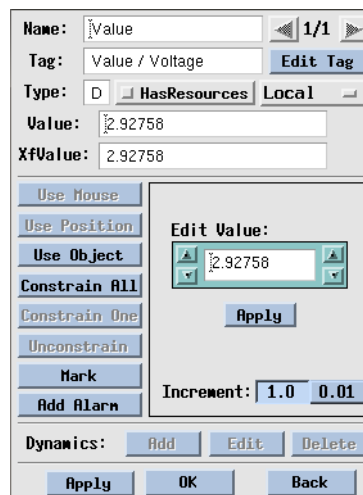 Name: Value 1/1
Tag: Value / Voltage Edit Tag
Type: D HasResources Local
Value: 2.92758
XfValue: 2.92758
Use Mouse
Use Position
Use Object
Constrain All
Constrain One
Unconstrain
Mark
Add Alarm
Edit Value:
2.92758
Apply
Increment: 1.0 0.01
Dynamics: Add Edit Delete
Apply OK Back